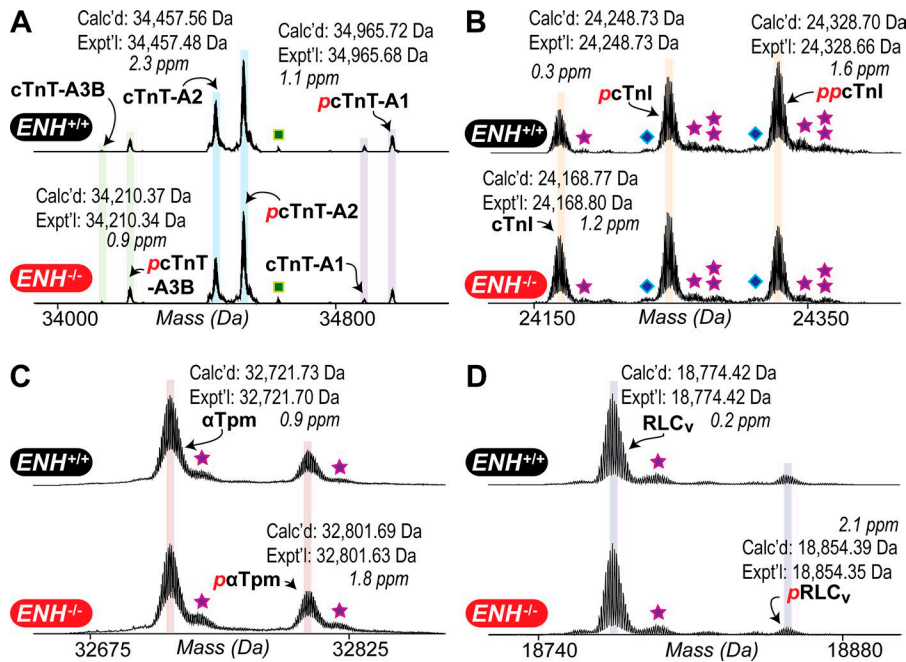 A
Calc'd: 34,457.56 Da
Expt'l: 34,457.48 Da
2.3 ppm
Calc'd: 34,965.72 Da
Expt'l: 34,965.68 Da
1.1 ppm
cTnT-A3B
cTnT-A2
pcTnT-A1
ENH+/+
Calc'd: 34,210.37 Da
Expt'l: 34,210.34 Da
0.9 ppm
pcTnT-A2
pcTnT
-A3B
cTnT-A1
ENH-/-
34000
Mass (Da)
34800
B
Calc'd: 24,248.73 Da
Expt'l: 24,248.73 Da
0.3 ppm
Calc'd: 24,328.70 Da
Expt'l: 24,328.66 Da
1.6 ppm
pcTnI
ppcTnI
ENH+/+
Calc'd: 24,168.77 Da
Expt'l: 24,168.80 Da
cTnI
1.2 ppm
ENH-/-
24150
Mass (Da)
24350
C
Calc'd: 32,721.73 Da
Expt'l: 32,721.70 Da
αTpm
0.9 ppm
ENH+/+
Calc'd: 32,801.69 Da
Expt'l: 32,801.63 Da
pαTpm
1.8 ppm
ENH-/-
32675
Mass (Da)
32825
D
Calc'd: 18,774.42 Da
Expt'l: 18,774.42 Da
RLCv
0.2 ppm
ENH+/+
2.1 ppm
Calc'd: 18,854.39 Da
Expt'l: 18,854.35 Da
pRLCv
ENH-/-
18740
Mass (Da)
18880